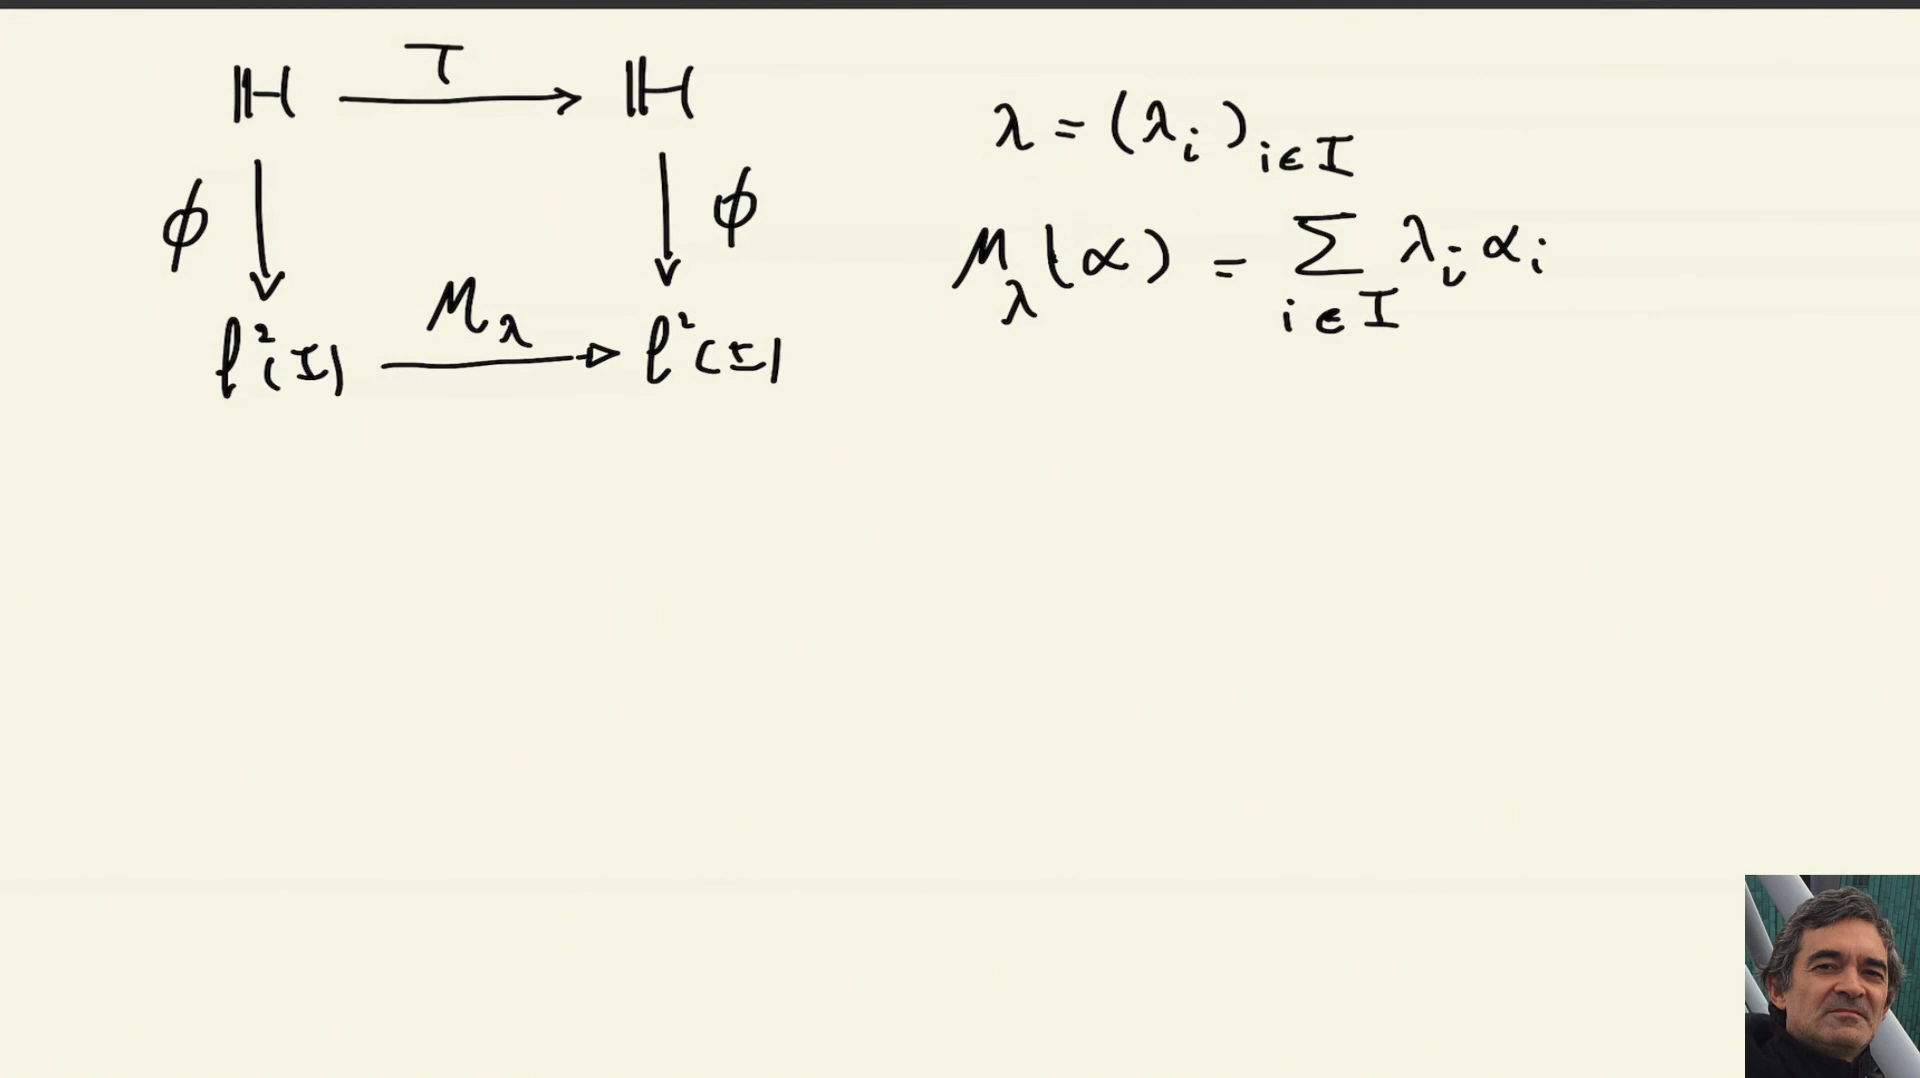 ℍ T ℍ
λ = (λ_i)_{i∈I}
ϕ ϕ
M_λ(α) = Σ_{i∈I} λ_i α_i
ℓ²(I) M_λ ℓ²(I)